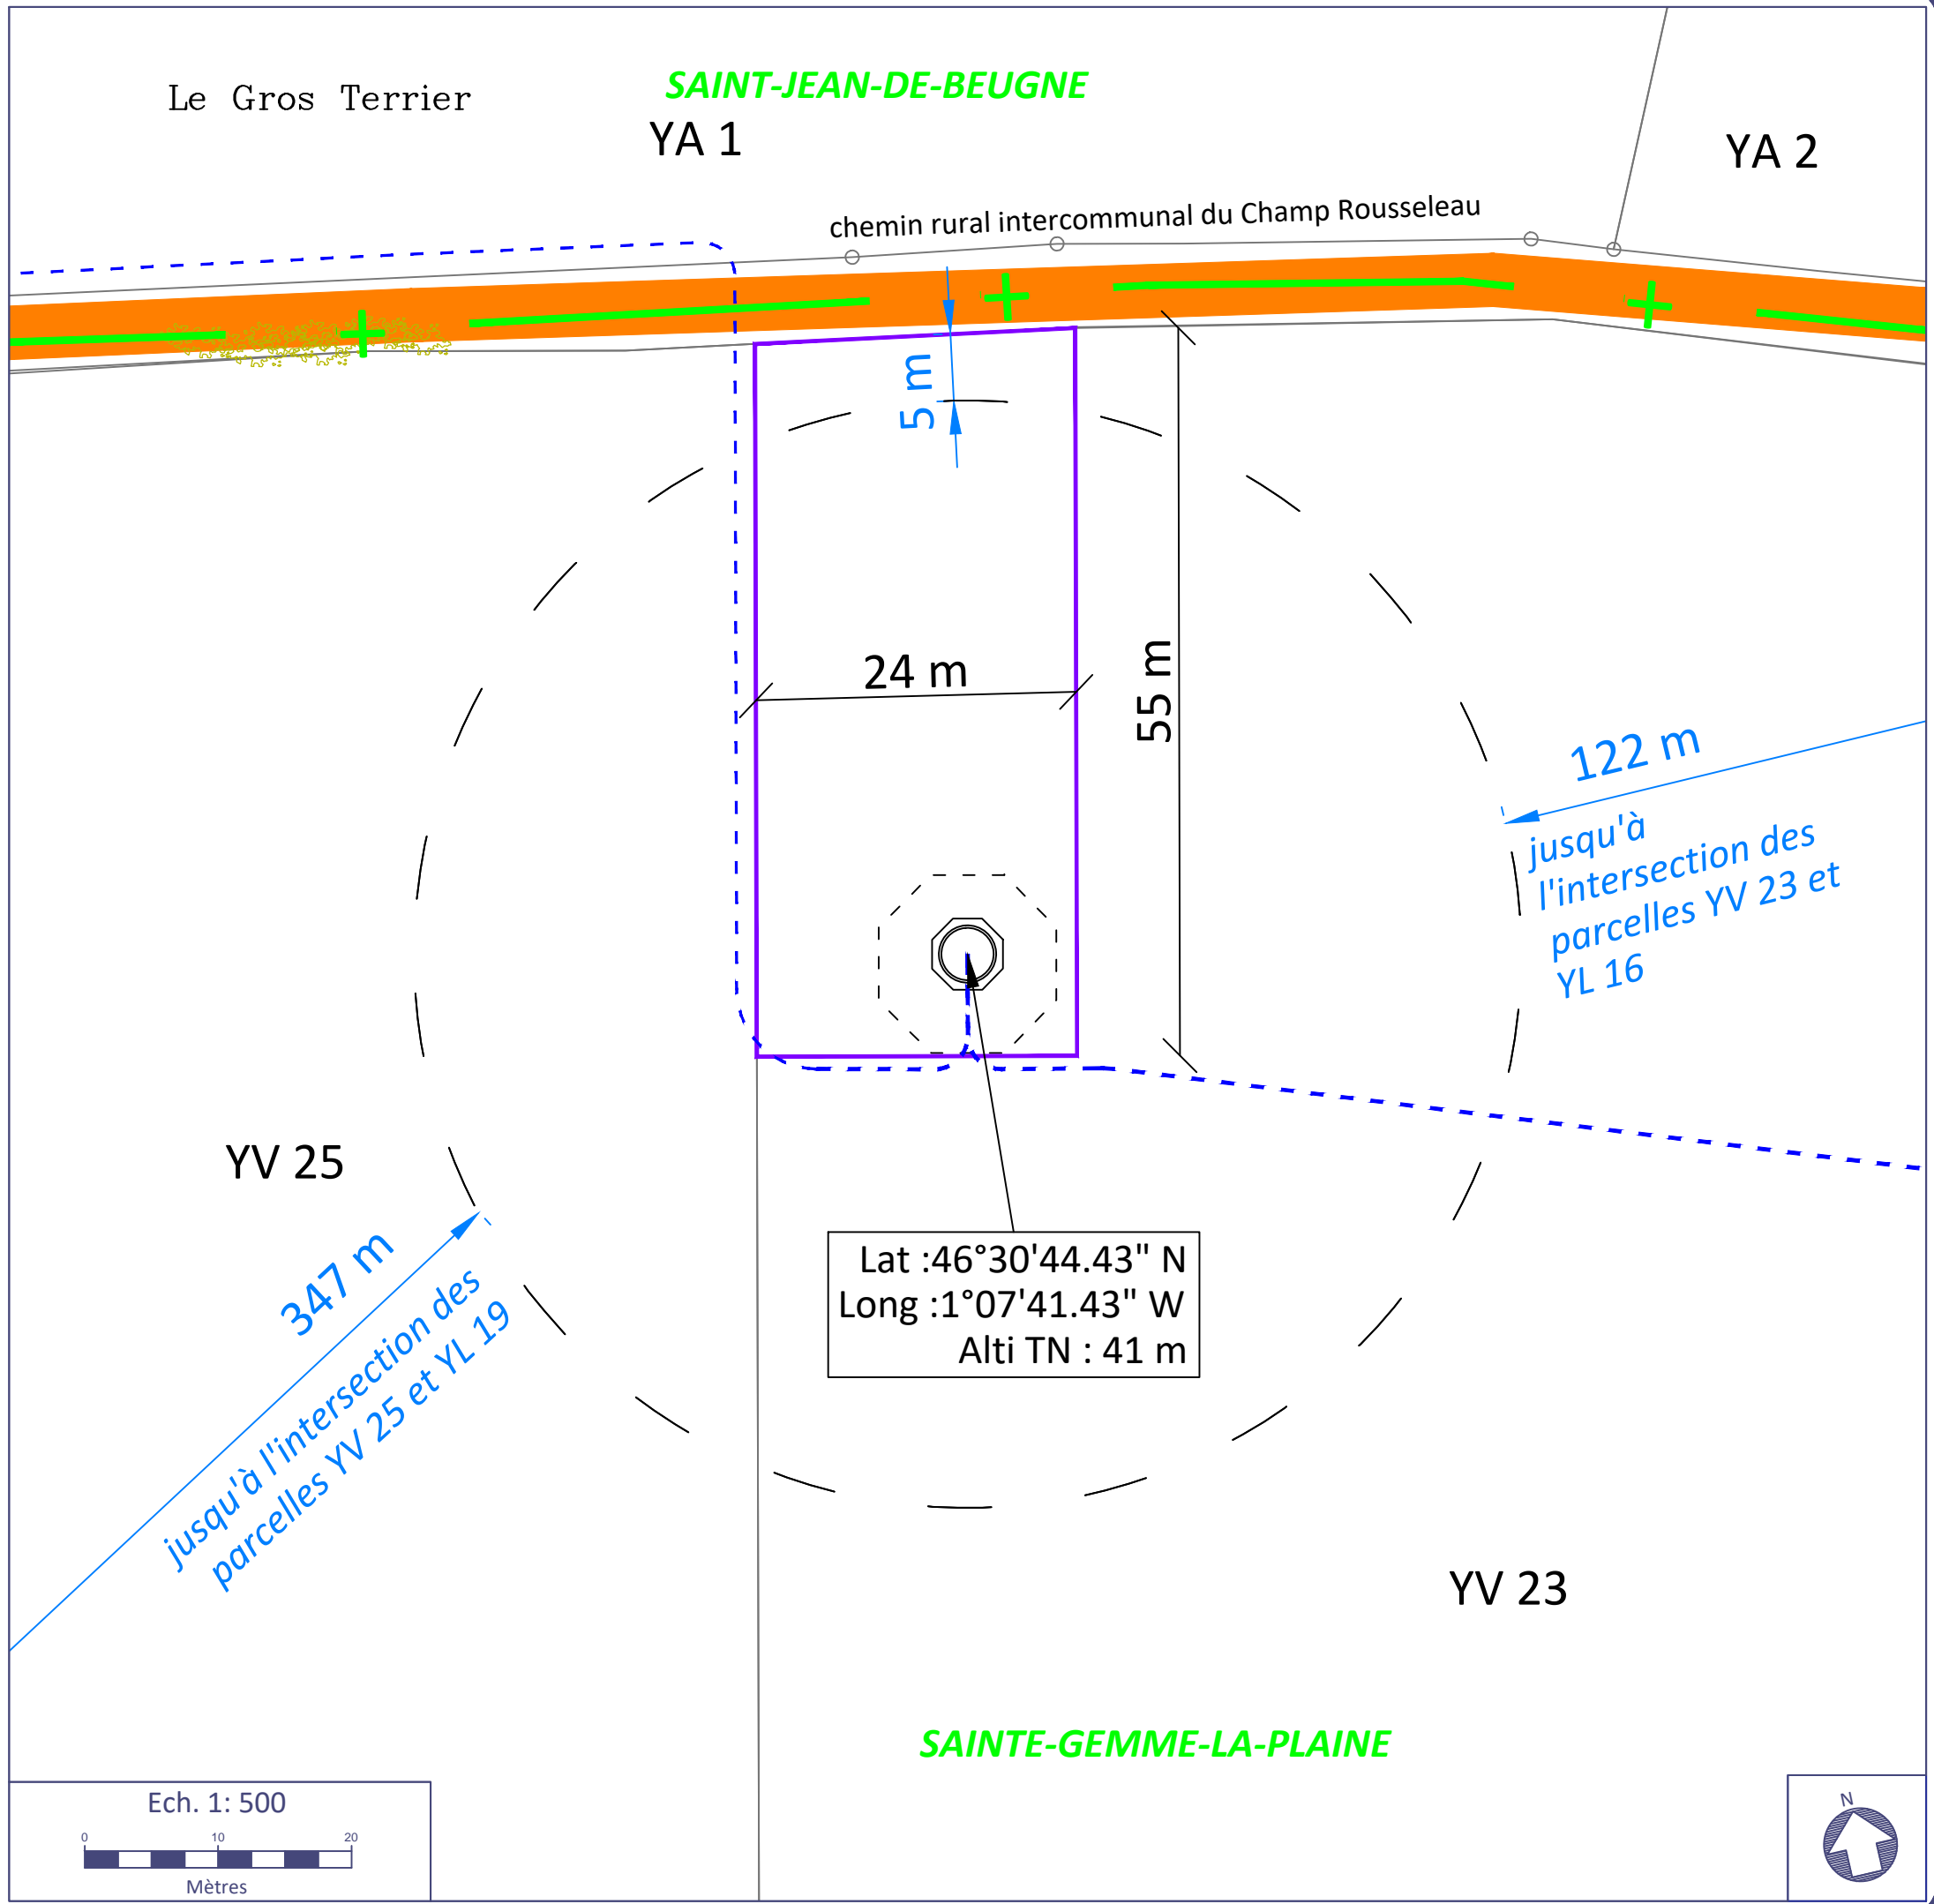 SAINT-JEAN-DE-BEUGNE
Le Gros Terrier
YA 1
YA 2
chemin rural intercommunal du Champ Rousseleau
5 m
24 m
55 m
122 m
jusqu'à
l'intersection des
parcelles YV 23 et
YL 16
YV 25
347 m
jusqu'à l'intersection des
parcelles YV 25 et YL 19
Lat :46°30'44.43" N
Long :1°07'41.43" W
Alti TN : 41 m
YV 23
SAINTE-GEMME-LA-PLAINE
Ech. 1: 500
0 10 20
Mètres
N